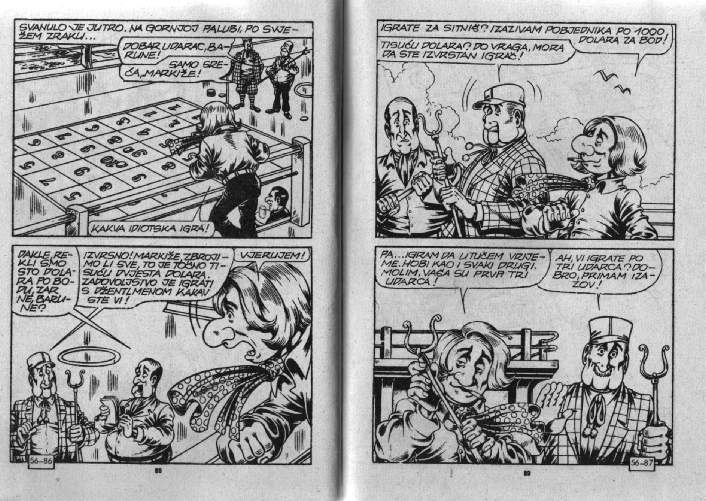 SVANULO JE JUTRO. NA GORNJOJ PALUBI, PO SVJE-
ŽEM ZRAKU...
DOBAR UDARAC, BA-
RUNE!
SAMO SRE-
ĆA, MARKIŽE!
KAKVA IDIOTSKA IGRA!
DAKLE, RE-
KLI SMO
STO DOLA-
RA PO BO-
DU, ZAR
NE, BARU-
NE?
IZVRSNO! MARKIŽE, ZBROJI-
MO LI SVE, TO JE TOČNO TI-
SUĆU DVJESTA DOLARA.
ZADOVOLJSTVO JE IGRATI
S DŽENTLMENOM KAKAV
STE VI!
VJERUJEM!
56-86
88
IGRATE ZA SITNIŠ? IZAZIVAM POBJEDNIKA PO 1000
DOLARA ZA BOD!
TISUĆU DOLARA? DO VRAGA, MORA
DA STE IZVRSTAN IGRAČ!
PA... IGRAM DA UTUČEM VRIJE-
ME. HOBI KAO I SVAKI DRUGI.
MOLIM, VAŠA SU PRVA TRI
UDARCA!
AH, VI IGRATE PO
TRI UDARCA? DO-
BRO, PRIMAM IZA-
ZOV!
89
56-87